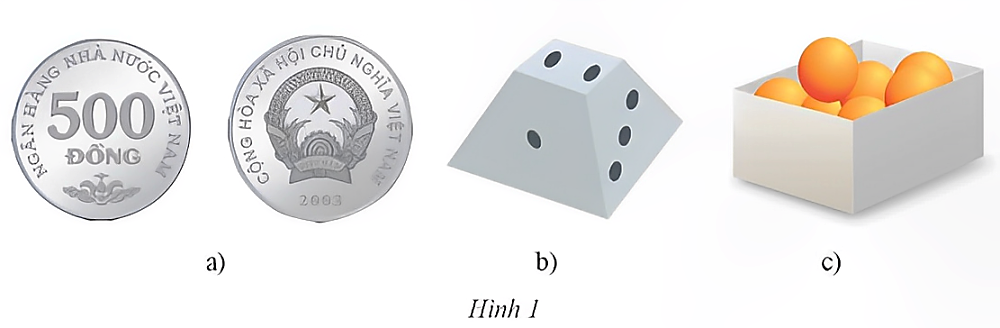 NGÂN HÀNG NHÀ NƯỚC VIỆT NAM
500
ĐỒNG
CỘNG HÒA XÃ HỘI CHỦ NGHĨA VIỆT NAM
2003
a)
b)
c)
Hình 1